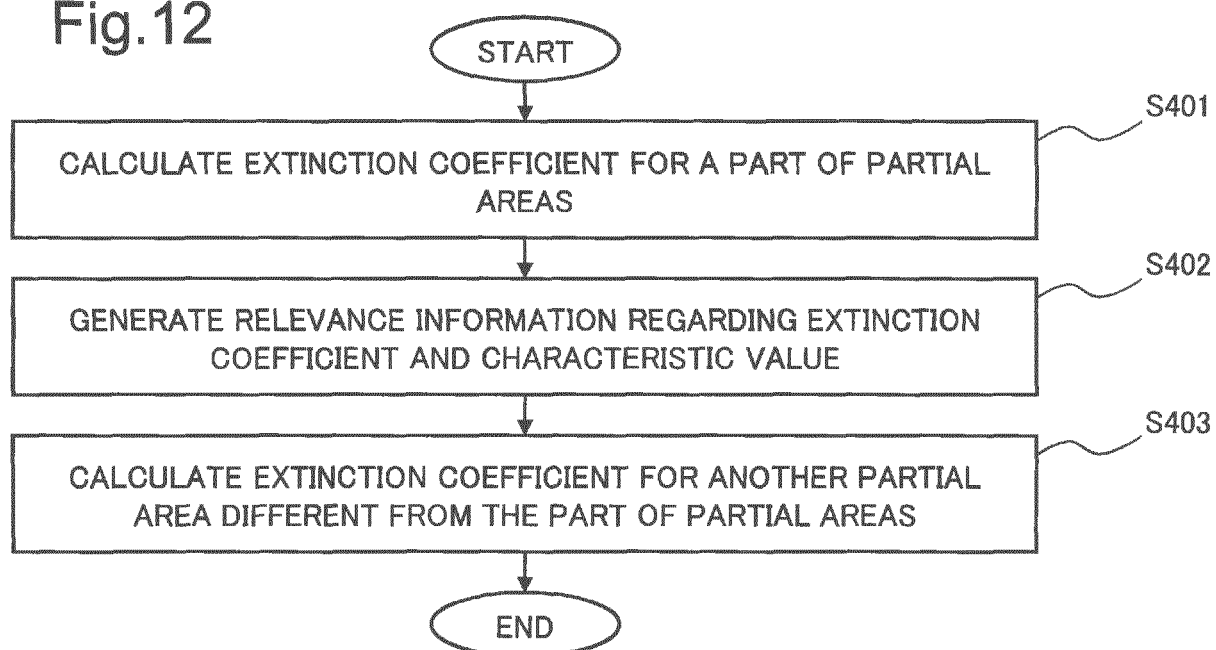 Fig.12
START
S401
CALCULATE EXTINCTION COEFFICIENT FOR A PART OF PARTIAL
AREAS
S402
GENERATE RELEVANCE INFORMATION REGARDING EXTINCTION
COEFFICIENT AND CHARACTERISTIC VALUE
S403
CALCULATE EXTINCTION COEFFICIENT FOR ANOTHER PARTIAL
AREA DIFFERENT FROM THE PART OF PARTIAL AREAS
END